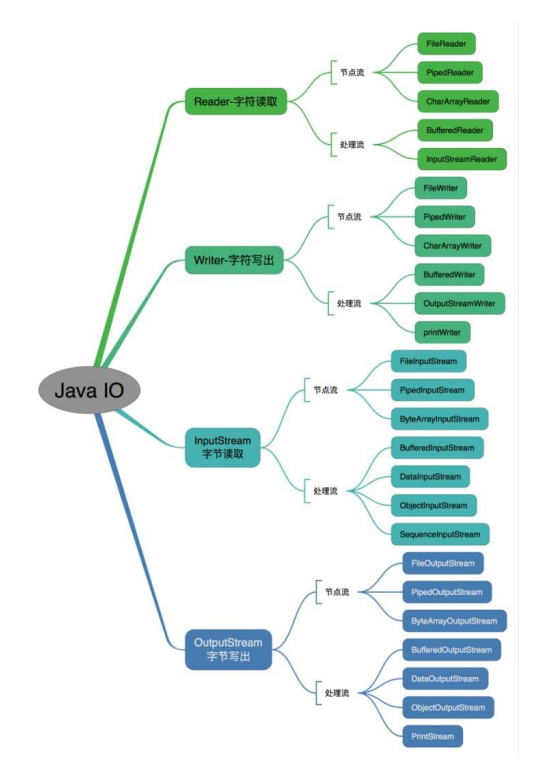 Java IO
Reader-字符读取
节点流
FileReader
PipedReader
CharArrayReader
处理流
BufferedReader
InputStreamReader
Writer-字符写出
节点流
FileWriter
PipedWriter
CharArrayWriter
处理流
BufferedWriter
OutputStreamWriter
printWriter
InputStream
字节读取
节点流
FileInputStream
PipedInputStream
ByteArrayInputStream
处理流
BufferedInputStream
DataInputStream
ObjectInputStream
SequenceInputStream
OutputStream
字节写出
节点流
FileOutputStream
PipedOutputStream
ByteArrayOutputStream
处理流
BufferedOutputStream
DataOutputStream
ObjectOutputStream
PrintStream